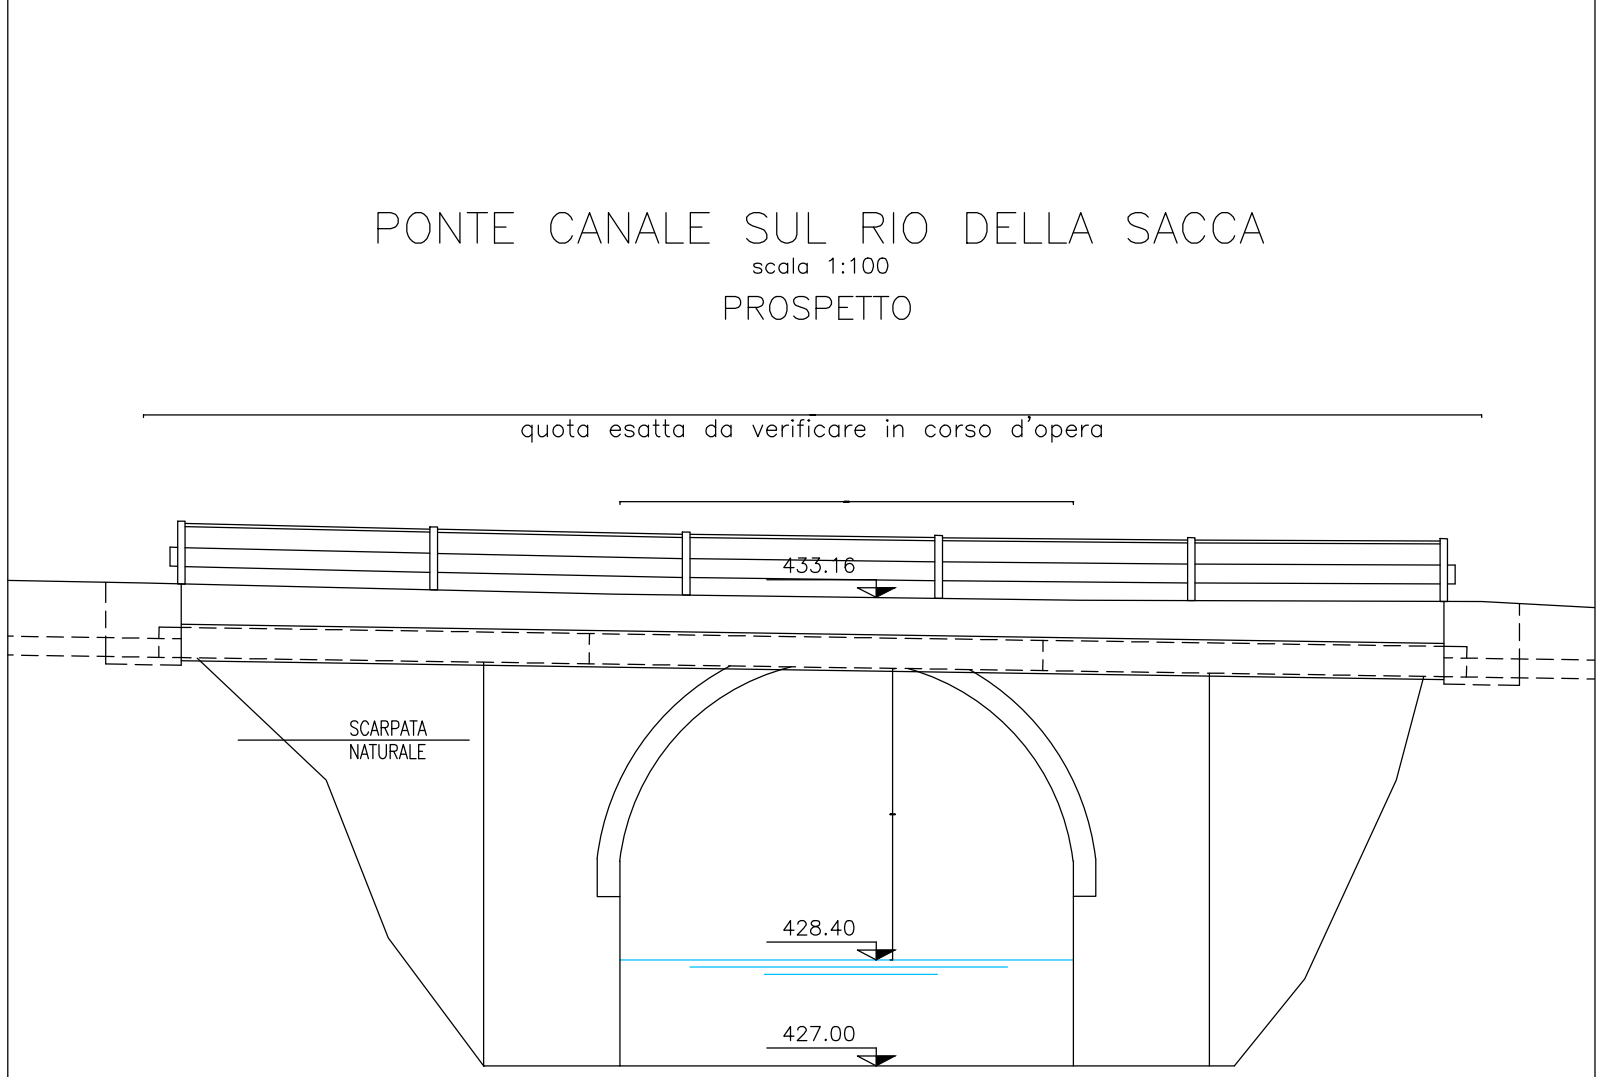 PONTE CANALE SUL RIO DELLA SACCA
scala 1:100
PROSPETTO
quota esatta da verificare in corso d'opera
433.16
SCARPATA
NATURALE
428.40
427.00